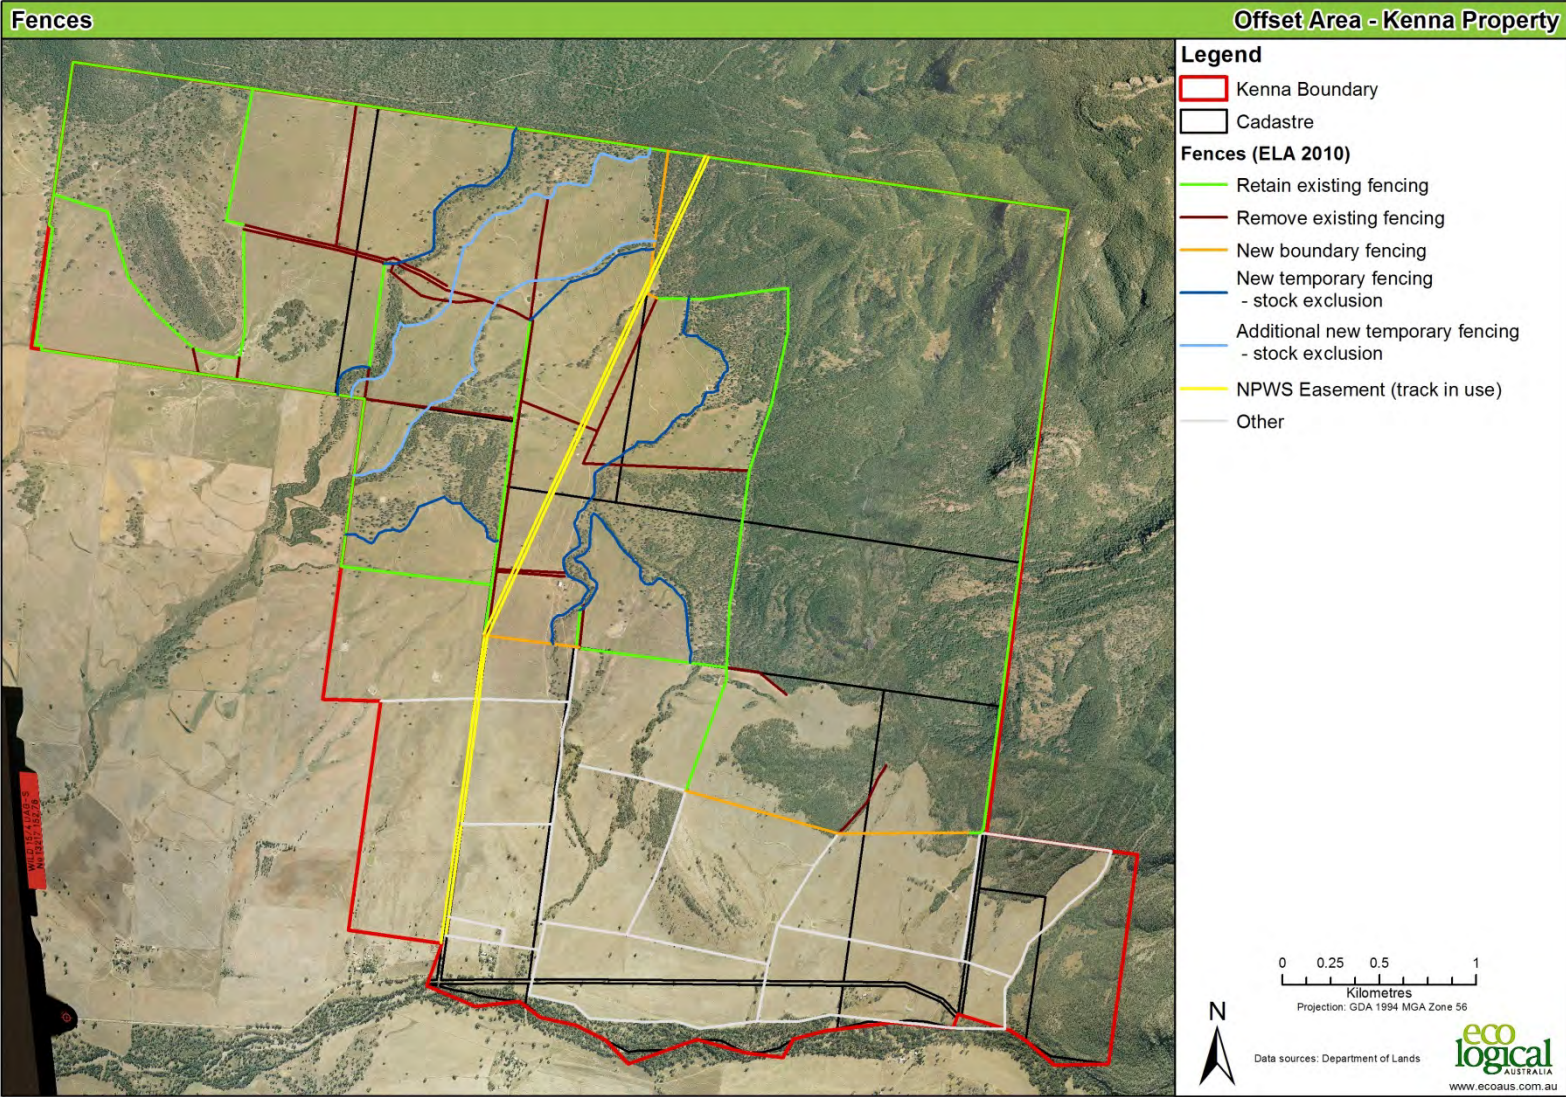 Fences
Offset Area - Kenna Property
Legend
Kenna Boundary
Cadastre
Fences (ELA 2010)
Retain existing fencing
Remove existing fencing
New boundary fencing
New temporary fencing
- stock exclusion
Additional new temporary fencing
- stock exclusion
NPWS Easement (track in use)
Other
0 0.25 0.5 1
Kilometres
Projection: GDA 1994 MGA Zone 56
N
Data sources: Department of Lands
eco
logical
AUSTRALIA
www.ecoaus.com.au